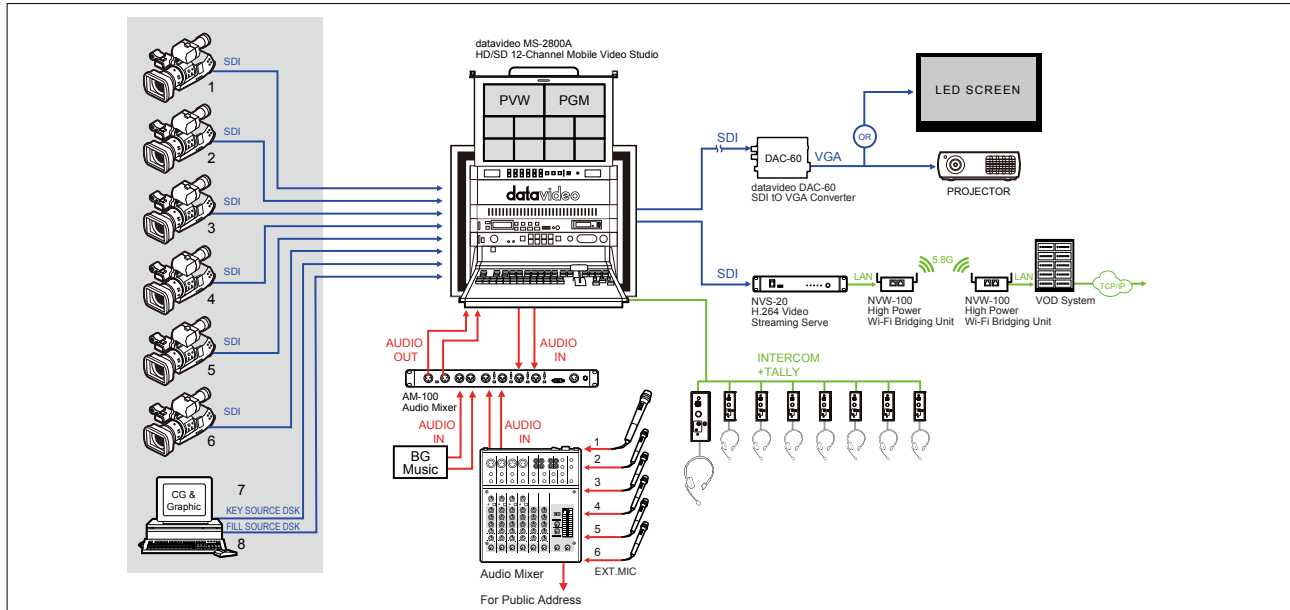 datavideo MS-2800A
HD/SD 12-Channel Mobile Video Studio
SDI
1
SDI
2
SDI
3
SDI
4
SDI
5
SDI
6
CG &
Graphic
7
KEY SOURCE DSK
FILL SOURCE DSK
8
PVW
PGM
datavideo
SDI
DAC-60
VGA
datavideo DAC-60
SDI tO VGA Converter
OR
LED SCREEN
PROJECTOR
SDI
NVS-20
H.264 Video
Streaming Serve
LAN
5.8G
NVW-100
High Power
Wi-Fi Bridging Unit
NVW-100
High Power
Wi-Fi Bridging Unit
LAN
VOD System
TCP/IP
INTERCOM
+TALLY
AUDIO
OUT
AUDIO
IN
AM-100
Audio Mixer
AUDIO
IN
AUDIO
IN
BG
Music
1
2
3
4
5
6
EXT.MIC
Audio Mixer
For Public Address